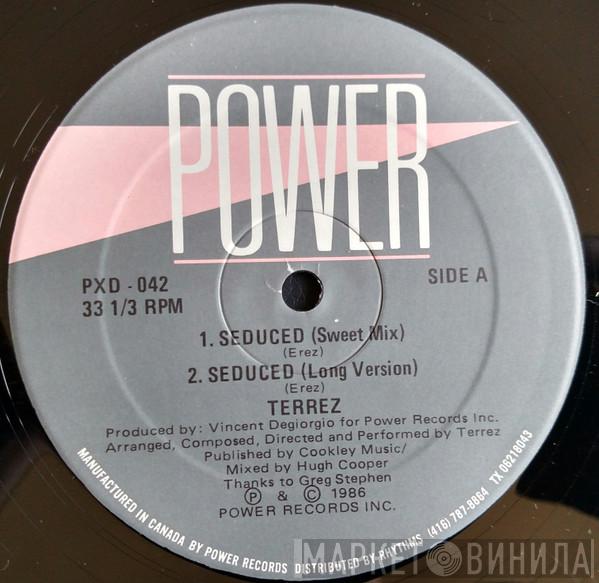 POWER
PXD - 042
33 1/3 RPM
SIDE A
1. SEDUCED (Sweet Mix)
(Erez)
2. SEDUCED (Long Version)
(Erez)
TERREZ
Produced by: Vincent Degiorgio for Power Records Inc.
Arranged, Composed, Directed and Performed by Terrez
Published by Cookley Music/
Mixed by Hugh Cooper
Thanks to Greg Stephen
Ⓟ & © 1986
POWER RECORDS INC.
MANUFACTURED IN CANADA BY POWER RECORDS DISTRIBUTED BY RHYTHMS (416) 787-8864 TX 06218043
МАРКЕТ ВИНИЛА